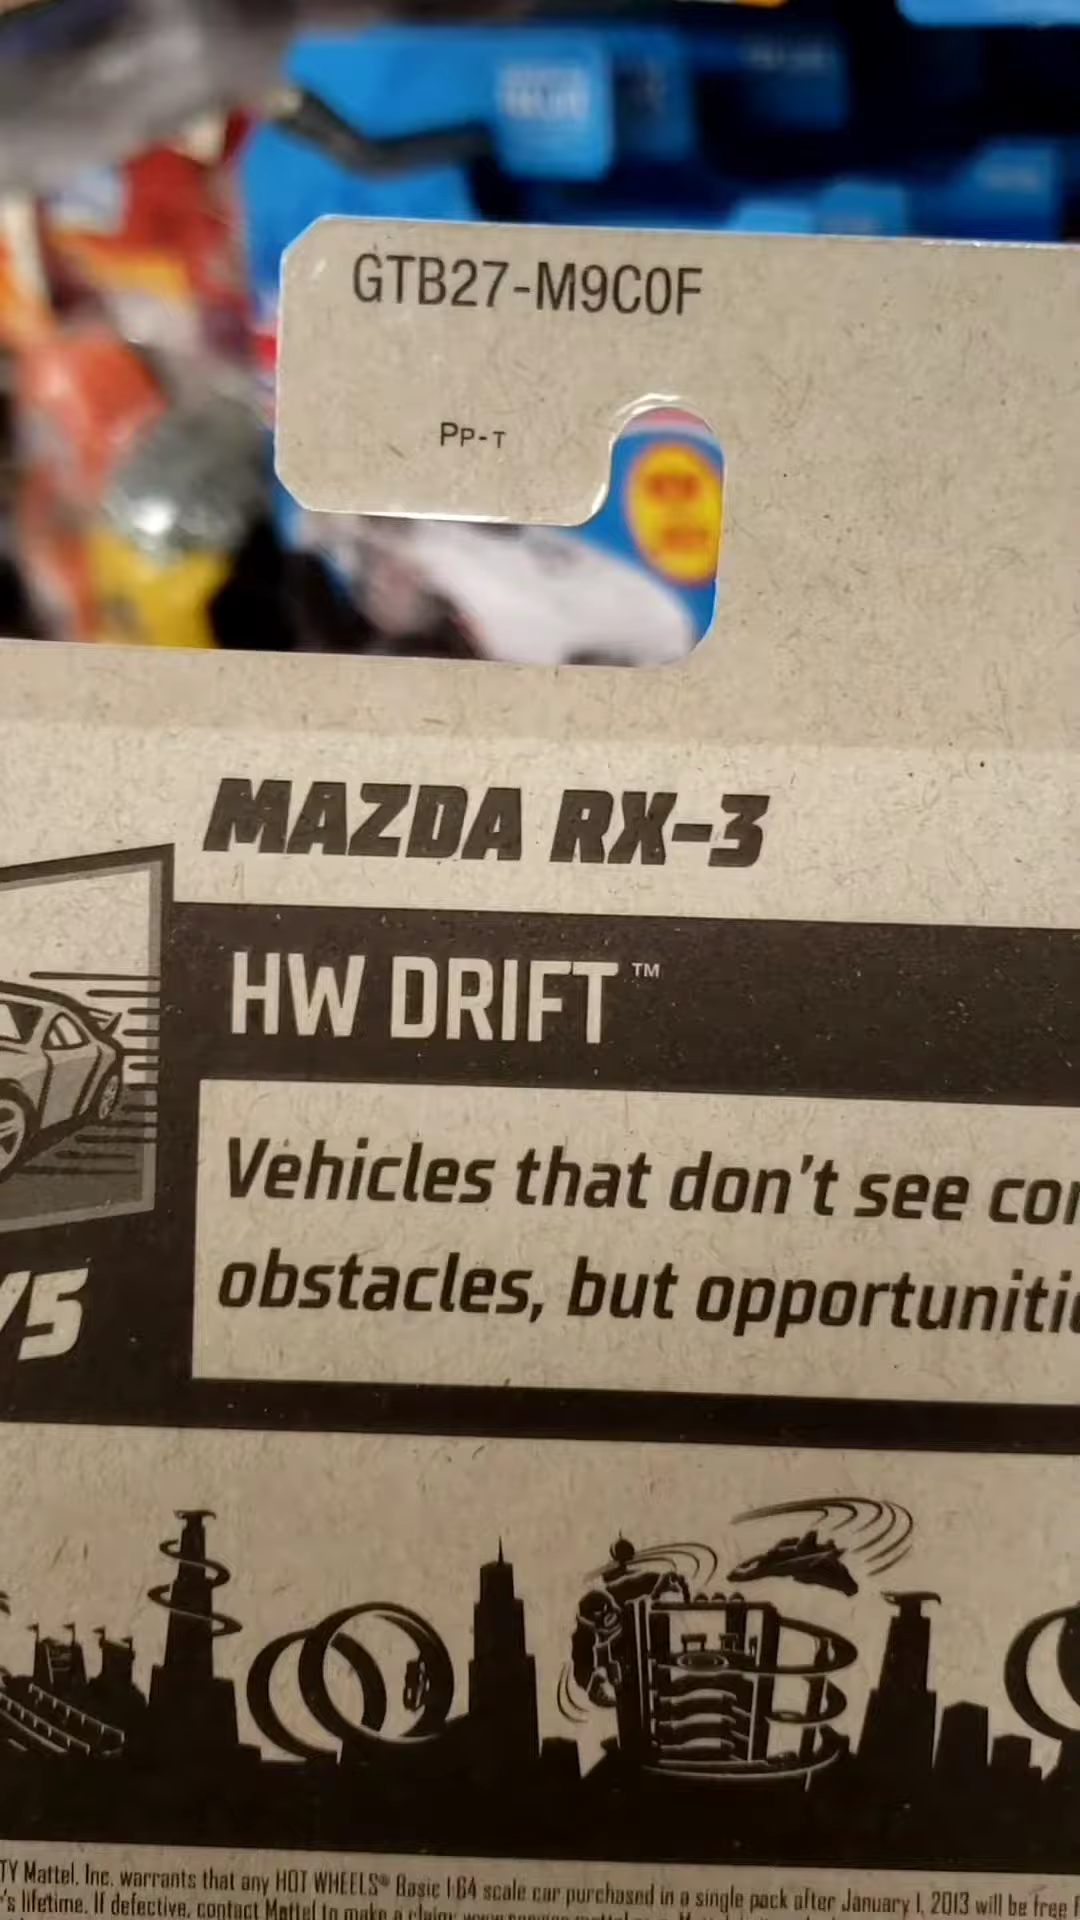 GTB27-M9C0F
PP-T
MAZDA RX-3
HW DRIFT™
Vehicles that don't see
obstacles, but
/5
TY Mattel, Inc. warrants that any HOT WHEELS® Basic 1:64 scale car purchased in a single pack after January 1, 2013 will be free
's lifetime. If defective, contact Mattel to make a claim: